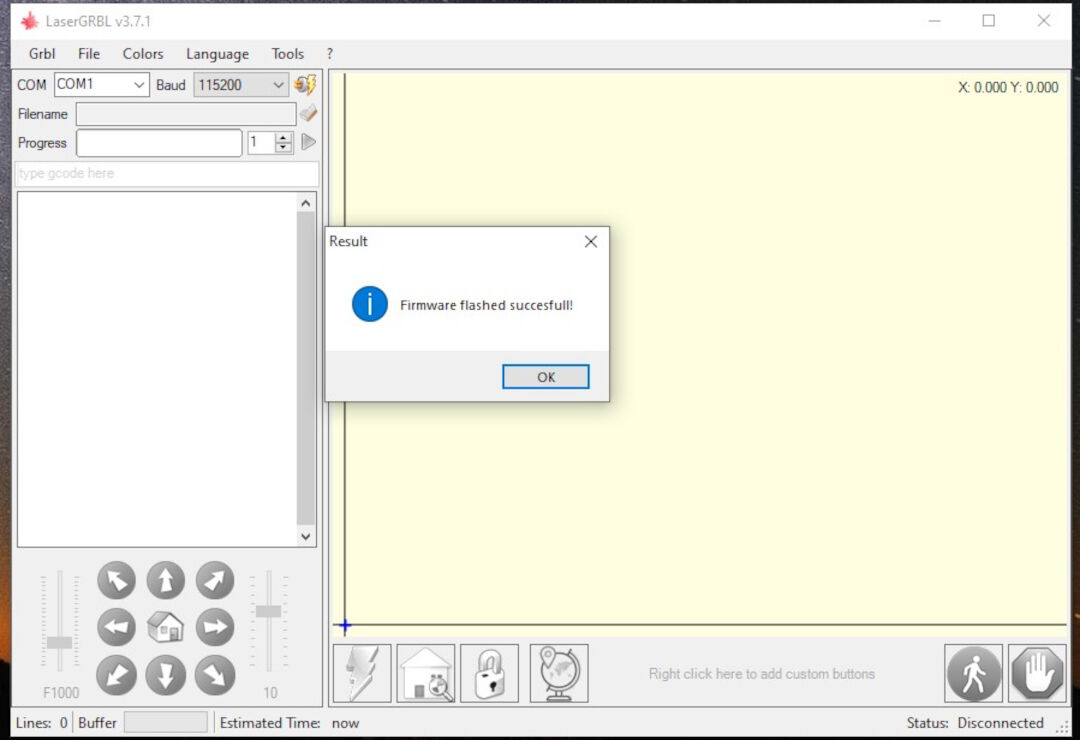 LaserGRBL v3.7.1
Grbl File Colors Language Tools ?
COM COM1 Baud 115200
X: 0.000 Y: 0.000
Filename
Progress 1
type gcode here
Result
Firmware flashed succesfull!
OK
F1000 10
Right click here to add custom buttons
Lines: 0 Buffer Estimated Time: now Status: Disconnected